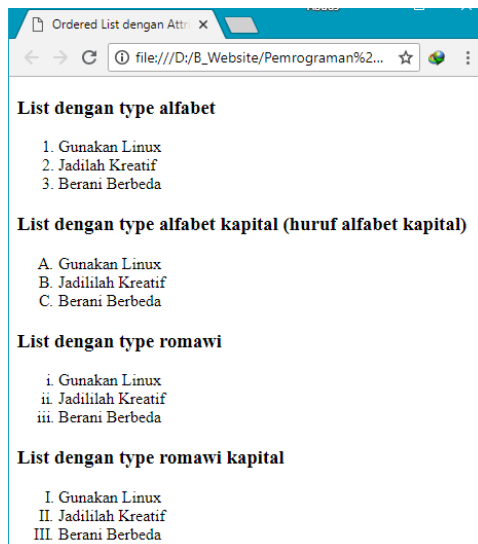 Ordered List dengan Attri
file:///D:/B_Website/Pemrograman%2...
List dengan type alfabet
1. Gunakan Linux
2. Jadilah Kreatif
3. Berani Berbeda
List dengan type alfabet kapital (huruf alfabet kapital)
A. Gunakan Linux
B. Jadililah Kreatif
C. Berani Berbeda
List dengan type romawi
i. Gunakan Linux
ii. Jadililah Kreatif
iii. Berani Berbeda
List dengan type romawi kapital
I. Gunakan Linux
II. Jadililah Kreatif
III. Berani Berbeda